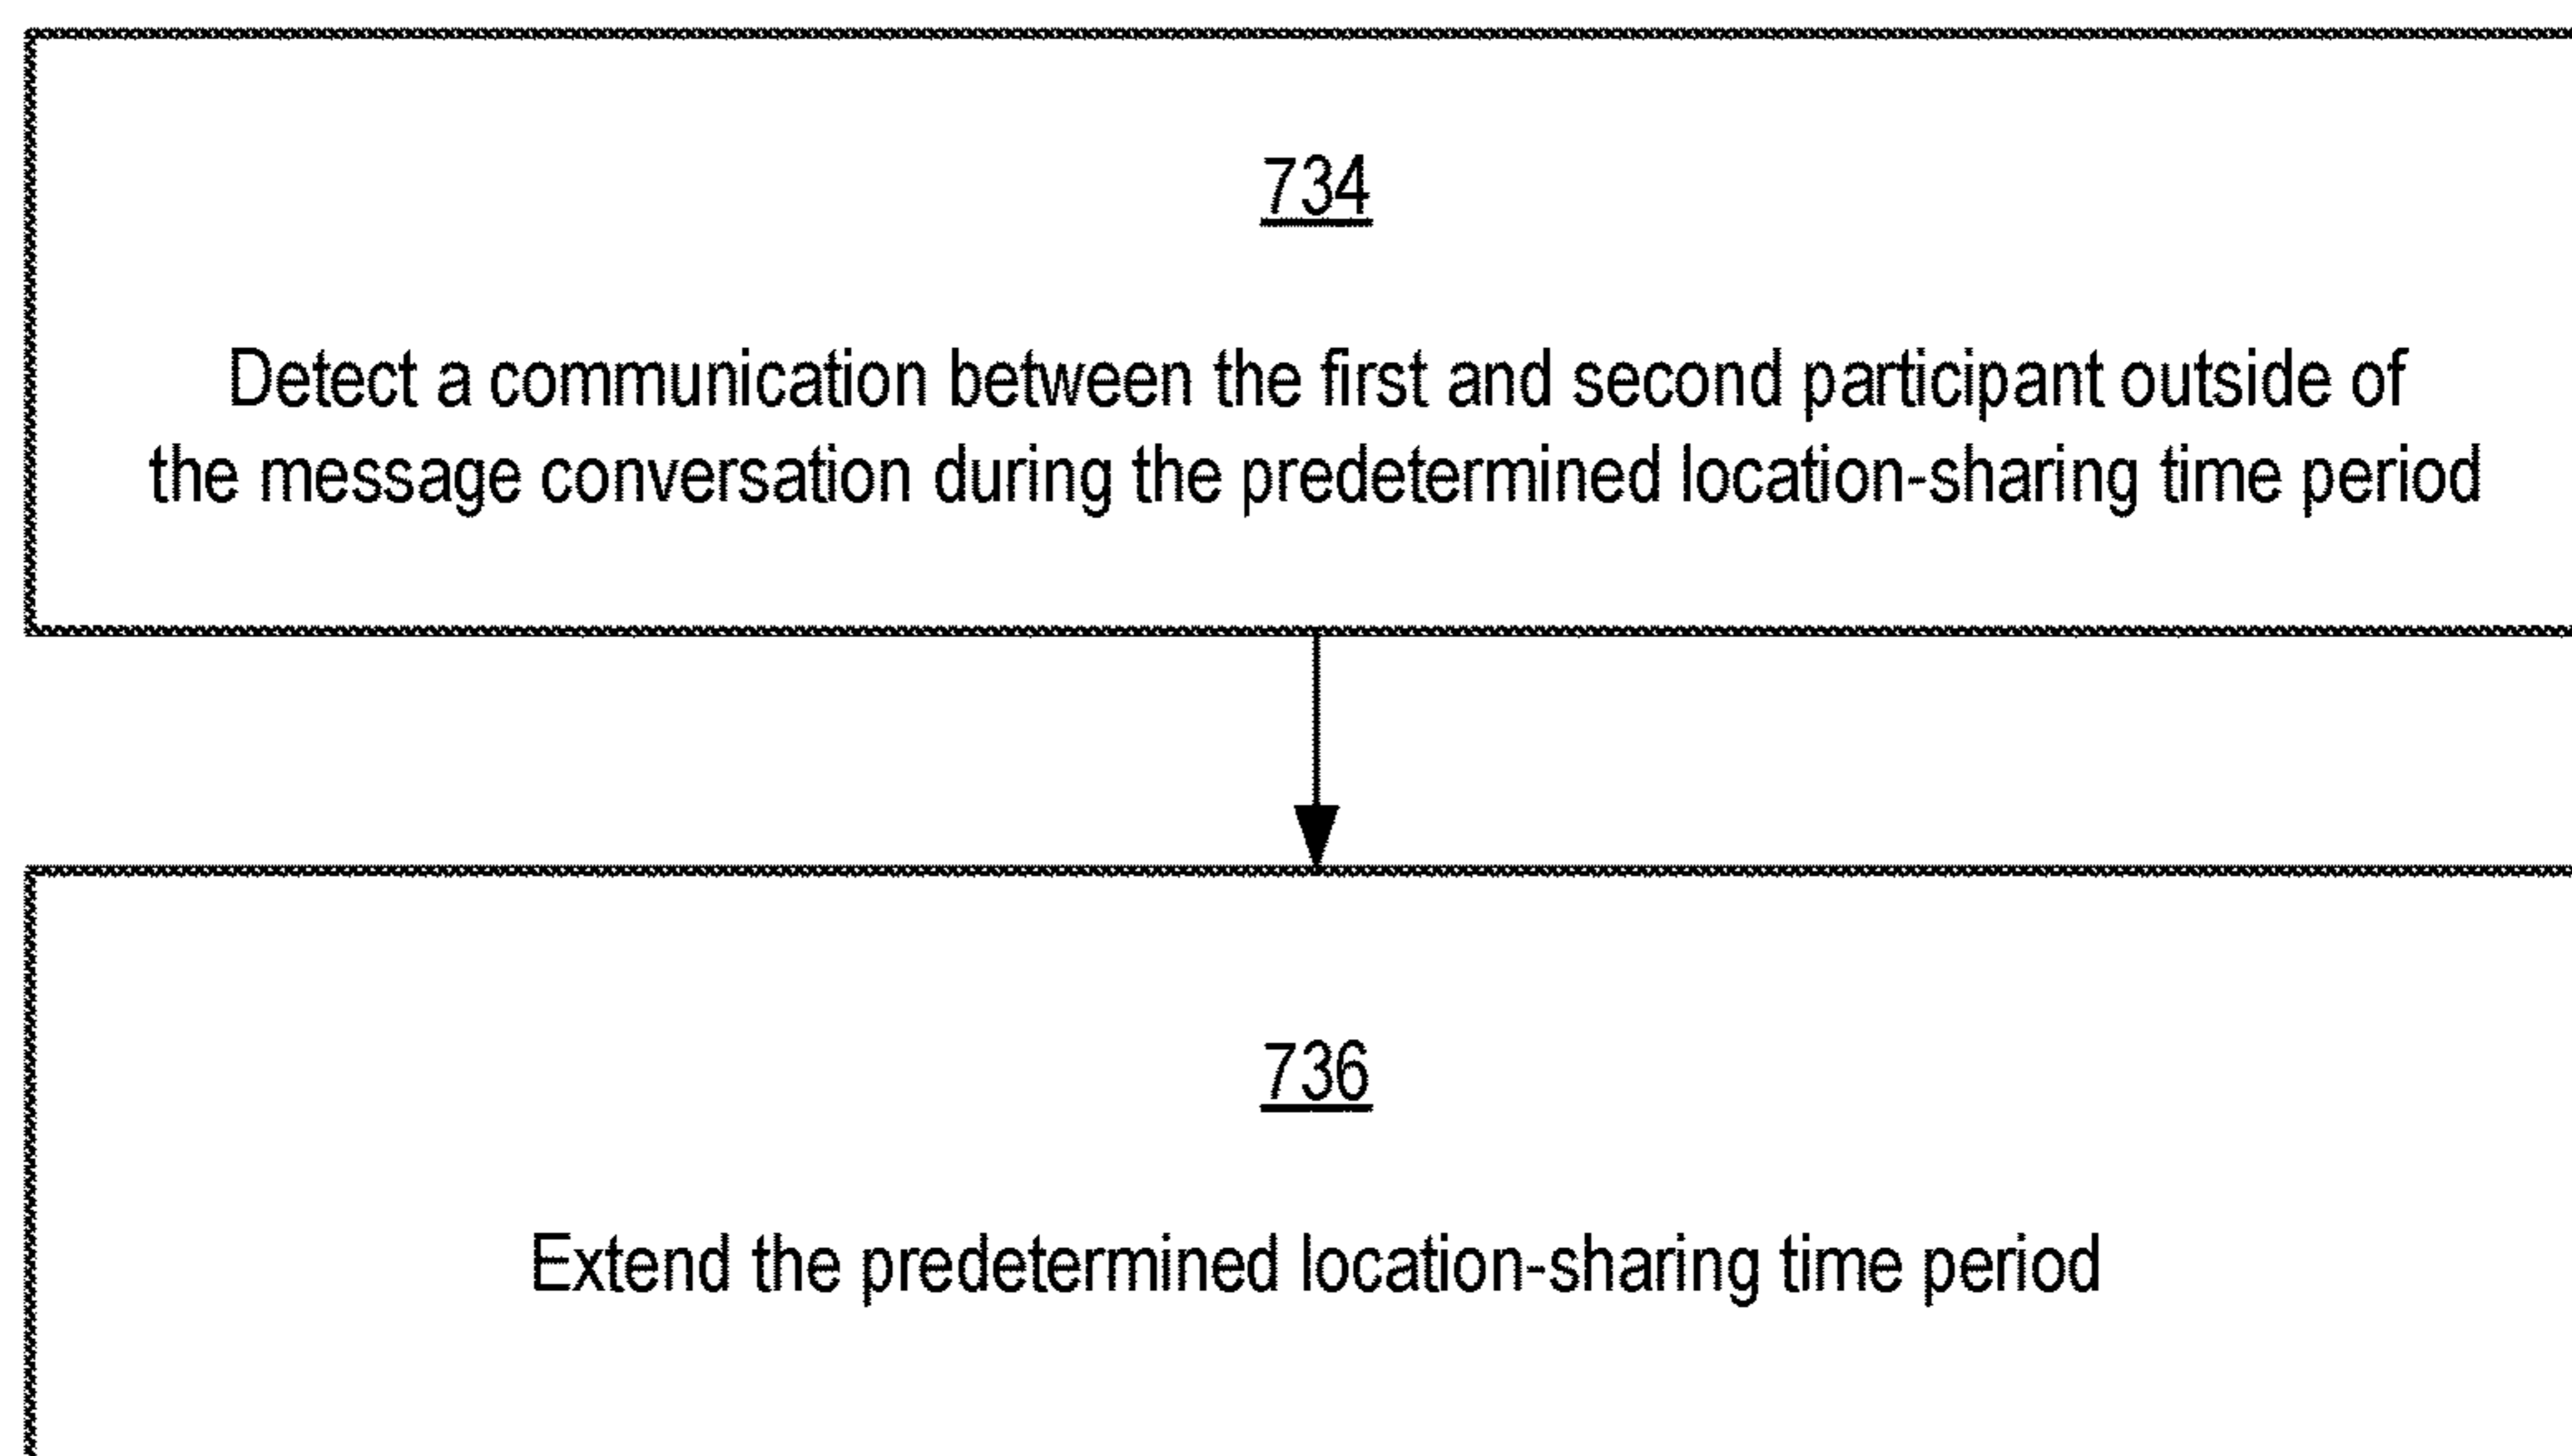 734
Detect a communication between the first and second participant outside of
the message conversation during the predetermined location-sharing time period
736
Extend the predetermined location-sharing time period